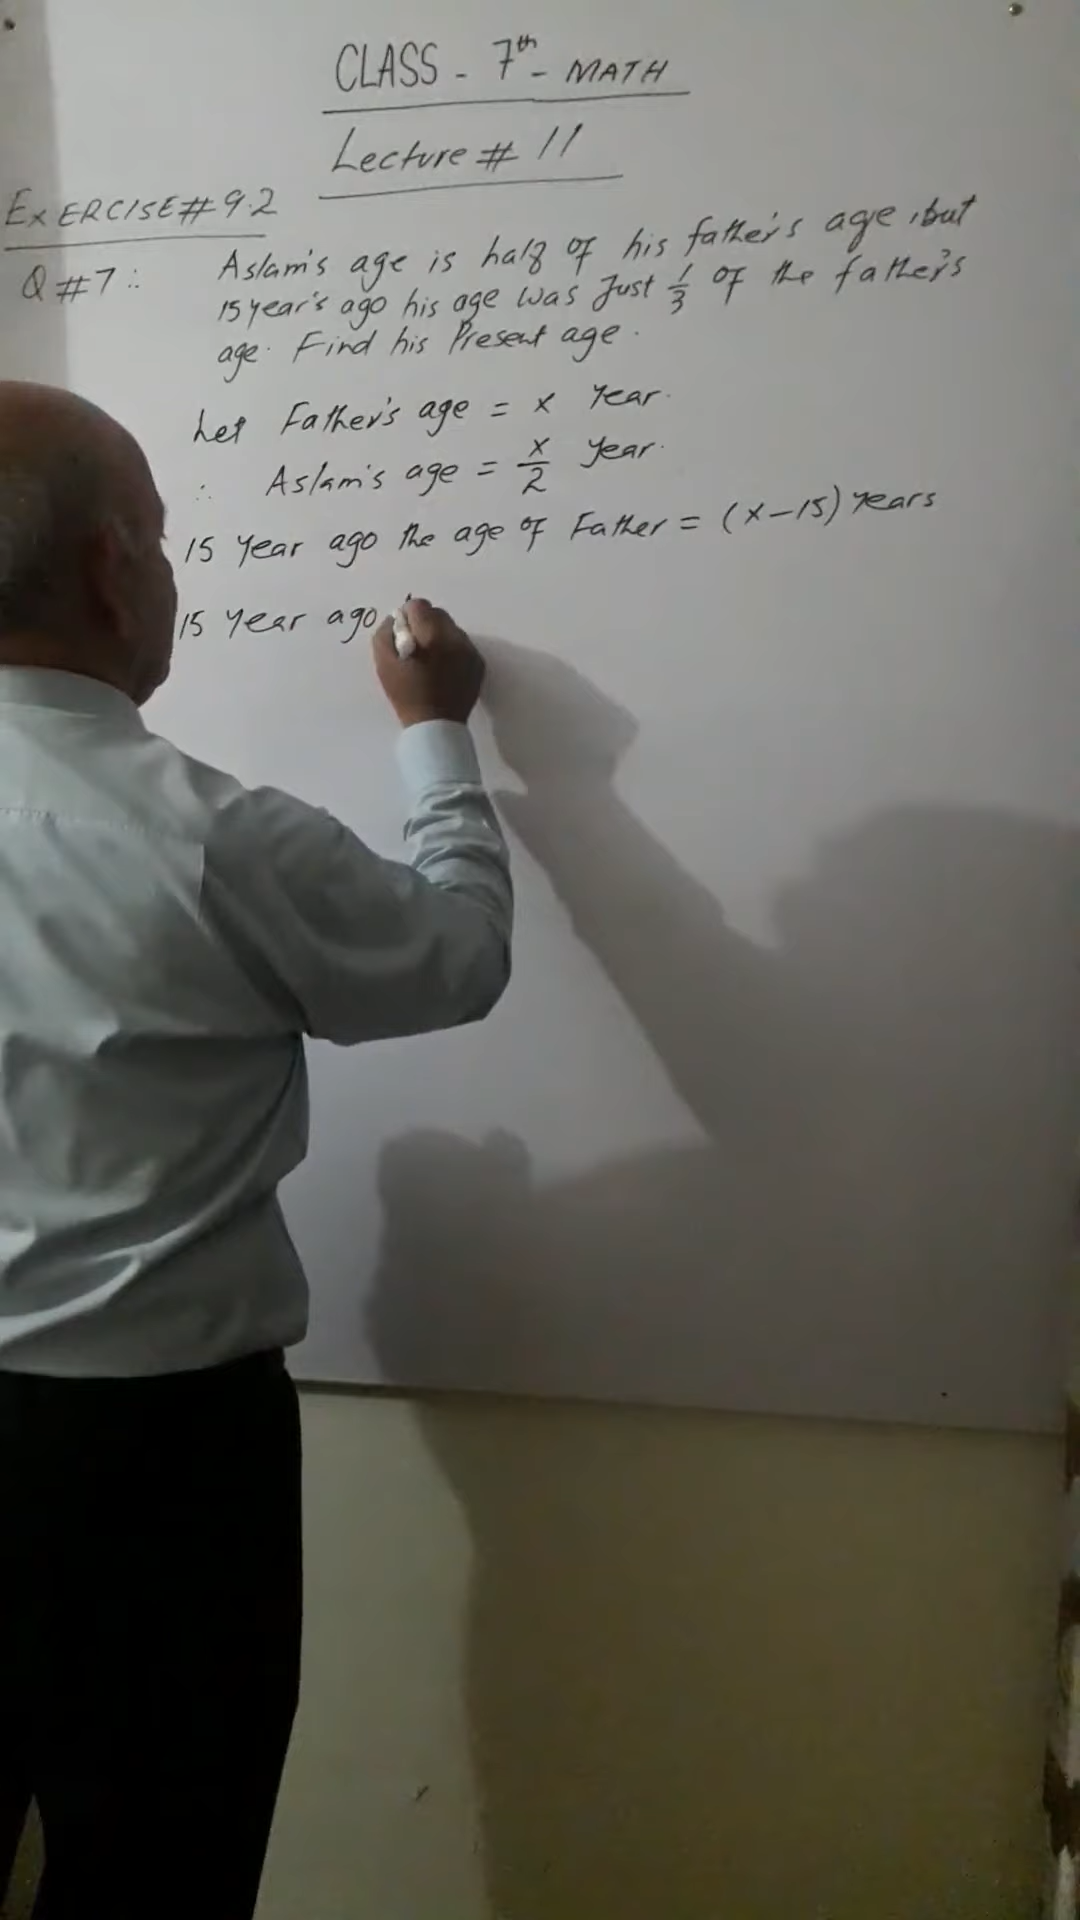 CLASS - 7th - MATH
Lecture # 11
EXERCISE # 9.2
Q #7: Aslam's age is half of his father's age, but
15 year's ago his age was Just 1/3 of the father's
age. Find his Present age.
Let Father's age = x Year.
∴ Aslam's age = x/2 year.
15 Year ago the age of Father = (x-15) years
15 Year ago